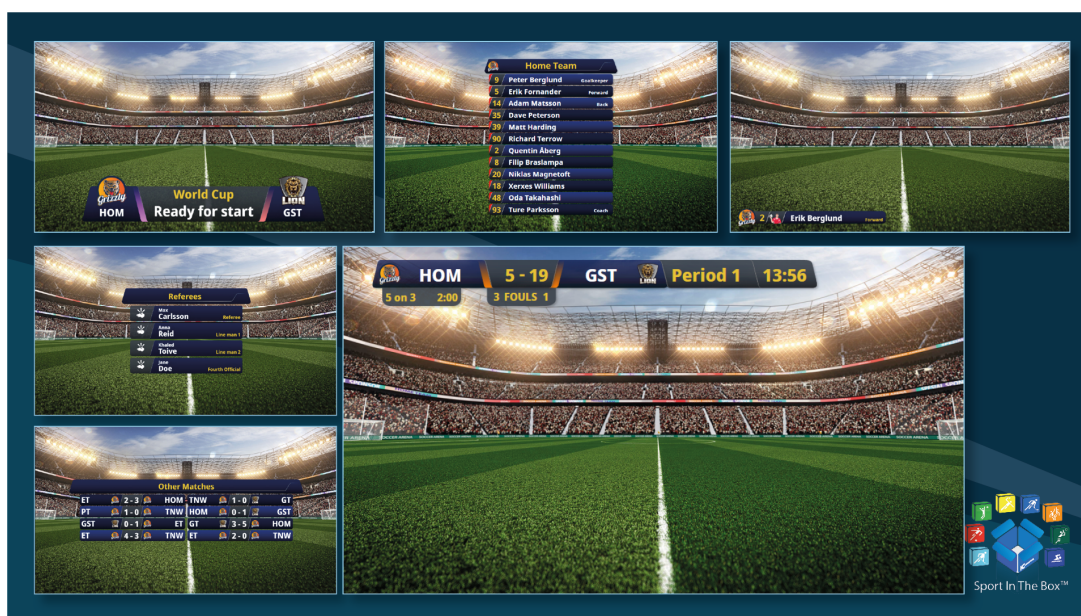 World Cup
Grizzly
HOM
Ready for start
LION
GST
Home Team
9 Peter Berglund Goalkeeper
5 Erik Fornander Forward
14 Adam Matsson Back
35 Dave Peterson
39 Matt Harding
90 Richard Terrow
2 Quentin Åberg
8 Filip Braslampa
20 Niklas Magnetoft
18 Xerxes Williams
48 Oda Takahashi
93 Ture Parksson Coach
Grizzly 2 Erik Berglund Forward
Referees
Max
Carlsson Referee
Anna
Reid Line man 1
Khaled
Toive Line man 2
Jane
Doe Fourth Official
Grizzly HOM 5 - 19 GST LION Period 1 13:56
5 on 3 2:00 3 FOULS 1
SOCCER ARENA
Other Matches
ET 2 - 3 HOM TNW 1 - 0 GT
PT 1 - 0 TNW HOM 0 - 1 GST
GST 0 - 1 ET GT 3 - 5 HOM
ET 4 - 3 TNW ET 2 - 0 TNW
Sport In The Box™